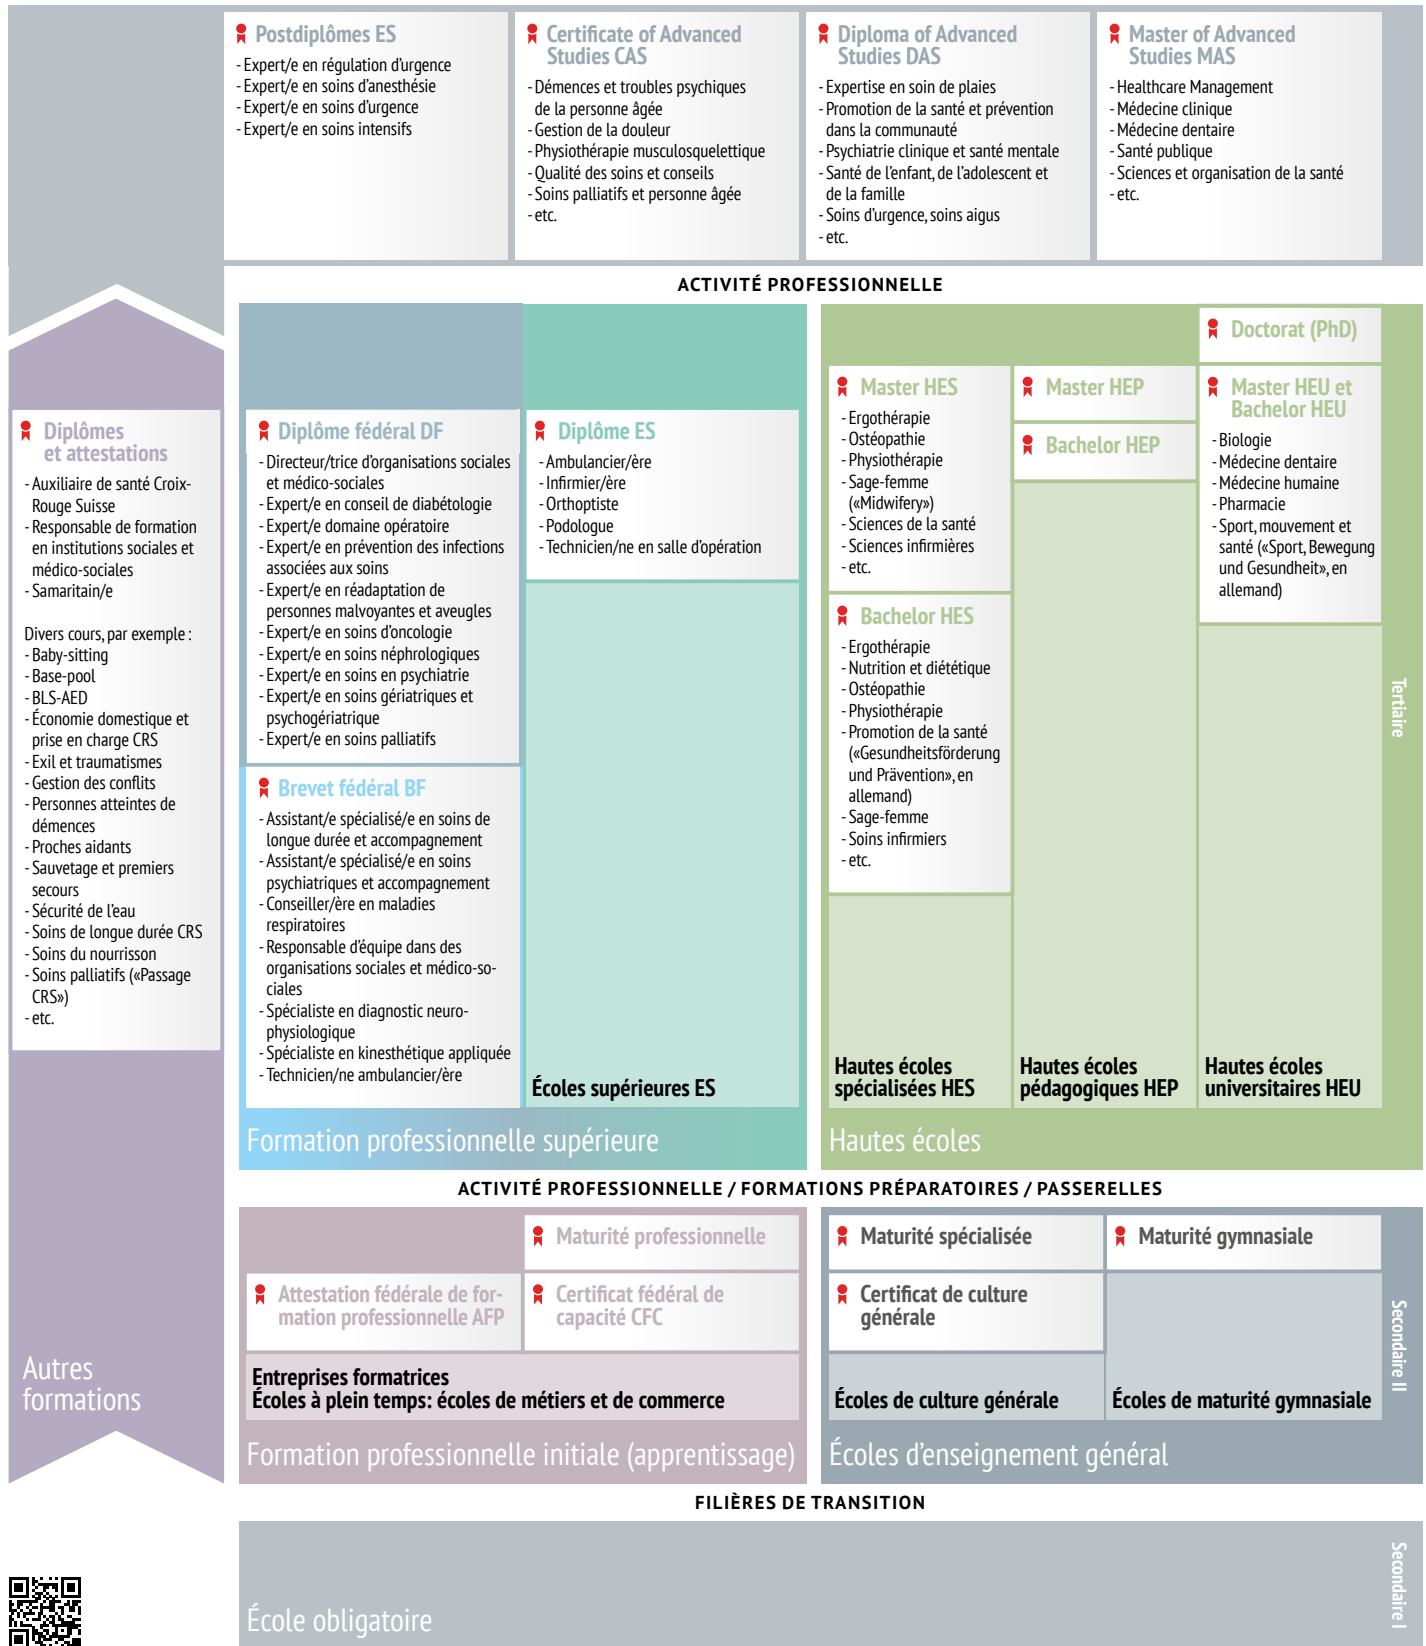 Postdiplômes ES
- Expert/e en régulation d’urgence
- Expert/e en soins d’anesthésie
- Expert/e en soins d’urgence
- Expert/e en soins intensifs
Certificate of Advanced
Studies CAS
- Démences et troubles psychiques
de la personne âgée
- Gestion de la douleur
- Physiothérapie musculosquelettique
- Qualité des soins et conseils
- Soins palliatifs et personne âgée
- etc.
Diploma of Advanced
Studies DAS
- Expertise en soin de plaies
- Promotion de la santé et prévention
dans la communauté
- Psychiatrie clinique et santé mentale
- Santé de l’enfant, de l’adolescent et
de la famille
- Soins d’urgence, soins aigus
- etc.
Master of Advanced
Studies MAS
- Healthcare Management
- Médecine clinique
- Médecine dentaire
- Santé publique
- Sciences et organisation de la santé
- etc.
ACTIVITÉ PROFESSIONNELLE
Diplômes
et attestations
- Auxiliaire de santé Croix-
Rouge Suisse
- Responsable de formation
en institutions sociales et
médico-sociales
- Samaritain/e
Divers cours, par exemple :
- Baby-sitting
- Base-pool
- BLS-AED
- Économie domestique et
prise en charge CRS
- Exil et traumatismes
- Gestion des conflits
- Personnes atteintes de
démences
- Proches aidants
- Sauvetage et premiers
secours
- Sécurité de l’eau
- Soins de longue durée CRS
- Soins du nourrisson
- Soins palliatifs («Passage
CRS»)
- etc.
Autres
formations
Diplôme fédéral DF
- Directeur/trice d’organisations sociales
et médico-sociales
- Expert/e en conseil de diabétologie
- Expert/e domaine opératoire
- Expert/e en prévention des infections
associées aux soins
- Expert/e en réadaptation de
personnes malvoyantes et aveugles
- Expert/e en soins d’oncologie
- Expert/e en soins néphrologiques
- Expert/e en soins en psychiatrie
- Expert/e en soins gériatriques et
psychogériatrique
- Expert/e en soins palliatifs
Brevet fédéral BF
- Assistant/e spécialisé/e en soins de
longue durée et accompagnement
- Assistant/e spécialisé/e en soins
psychiatriques et accompagnement
- Conseiller/ère en maladies
respiratoires
- Responsable d’équipe dans des
organisations sociales et médico-so-
ciales
- Spécialiste en diagnostic neuro-
physiologique
- Spécialiste en kinesthétique appliquée
- Technicien/ne ambulancier/ère
Diplôme ES
- Ambulancier/ère
- Infirmier/ère
- Orthoptiste
- Podologue
- Technicien/ne en salle d’opération
Écoles supérieures ES
Formation professionnelle supérieure
Master HES
- Ergothérapie
- Ostéopathie
- Physiothérapie
- Sage-femme
(«Midwifery»)
- Sciences de la santé
- Sciences infirmières
- etc.
Bachelor HES
- Ergothérapie
- Nutrition et diététique
- Ostéopathie
- Physiothérapie
- Promotion de la santé
(«Gesundheitsförderung
und Prävention», en
allemand)
- Sage-femme
- Soins infirmiers
- etc.
Hautes écoles
spécialisées HES
Master HEP
Bachelor HEP
Hautes écoles
pédagogiques HEP
Doctorat (PhD)
Master HEU et
Bachelor HEU
- Biologie
- Médecine dentaire
- Médecine humaine
- Pharmacie
- Sport, mouvement et
santé («Sport, Bewegung
und Gesundheit», en
allemand)
Hautes écoles
universitaires HEU
Hautes écoles
Tertiaire
ACTIVITÉ PROFESSIONNELLE / FORMATIONS PRÉPARATOIRES / PASSERELLES
Maturité professionnelle
Attestation fédérale de for-
mation professionnelle AFP
Certificat fédéral de
capacité CFC
Entreprises formatrices
Écoles à plein temps: écoles de métiers et de commerce
Formation professionnelle initiale (apprentissage)
Maturité spécialisée
Certificat de culture
générale
Écoles de culture générale
Maturité gymnasiale
Écoles de maturité gymnasiale
Écoles d’enseignement général
Secondaire II
FILIÈRES DE TRANSITION
École obligatoire
Secondaire I